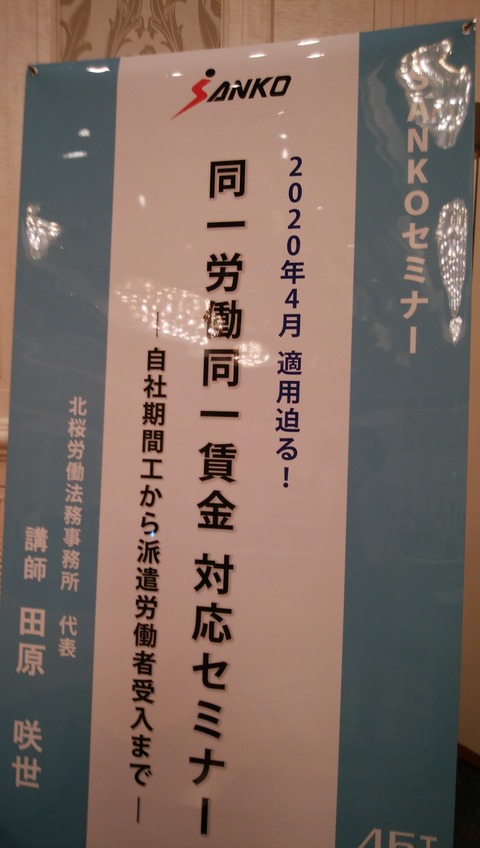 SANKO
SANKOセミナー
2020年4月 適用迫る!
同一労働同一賃金 対応セミナー
―自社期間工から派遣労働者受入まで―
北桜労働法務事務所 代表
講師 田原 咲世